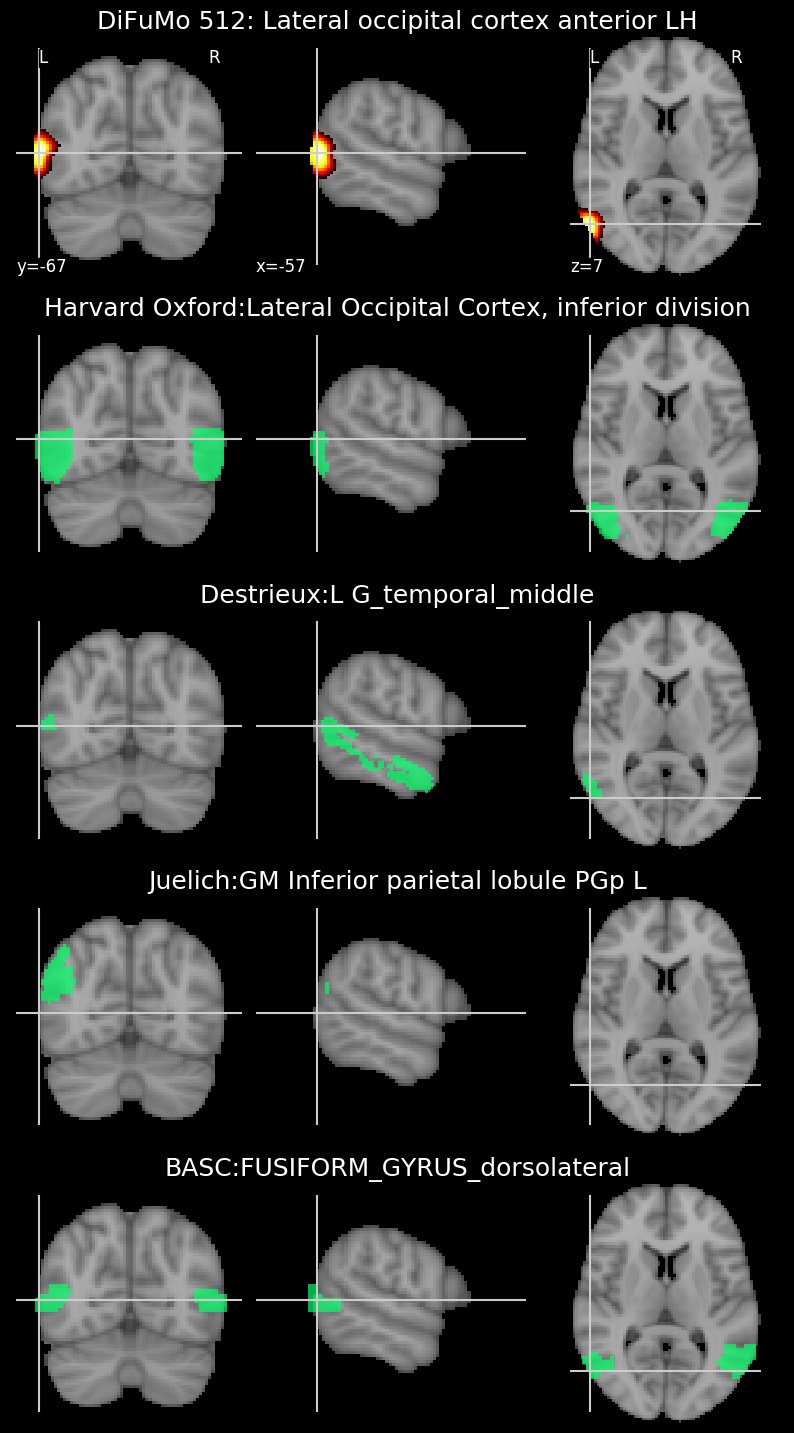 DiFuMo 512: Lateral occipital cortex anterior LH
L R L R
y=-67 x=-57 z=7
Harvard Oxford:Lateral Occipital Cortex, inferior division
Destrieux:L G_temporal_middle
Juelich:GM Inferior parietal lobule PGp L
BASC:FUSIFORM_GYRUS_dorsolateral